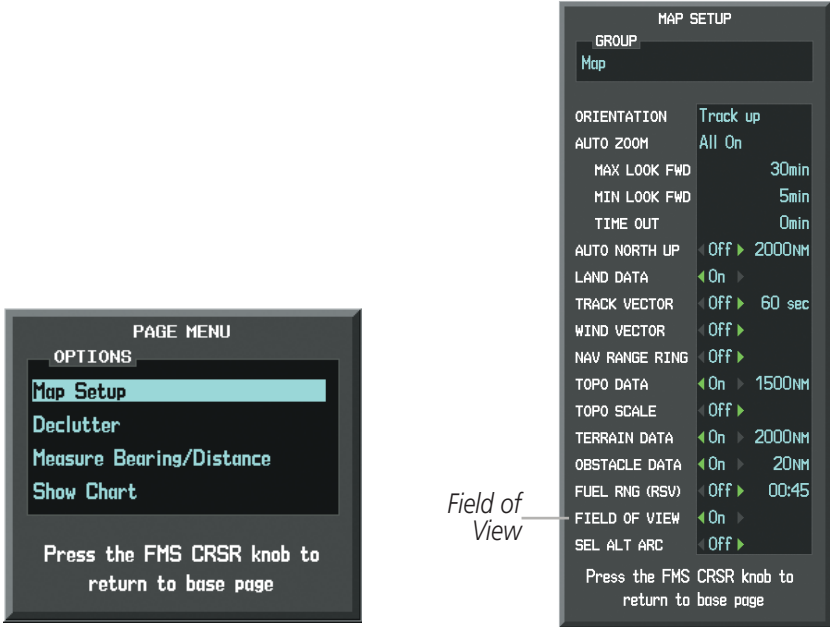 PAGE MENU
OPTIONS
Map Setup
Declutter
Measure Bearing/Distance
Show Chart
Press the FMS CRSR knob to
return to base page
MAP SETUP
GROUP
Map
ORIENTATION Track up
AUTO ZOOM All On
MAX LOOK FWD 30min
MIN LOOK FWD 5min
TIME OUT 0min
AUTO NORTH UP Off 2000NM
LAND DATA On
TRACK VECTOR Off 60 sec
WIND VECTOR Off
NAV RANGE RING Off
TOPO DATA On 1500NM
TOPO SCALE Off
TERRAIN DATA On 2000NM
OBSTACLE DATA On 20NM
FUEL RNG (RSV) Off 00:45
FIELD OF VIEW On
SEL ALT ARC Off
Press the FMS CRSR knob to
return to base page
Field of
View